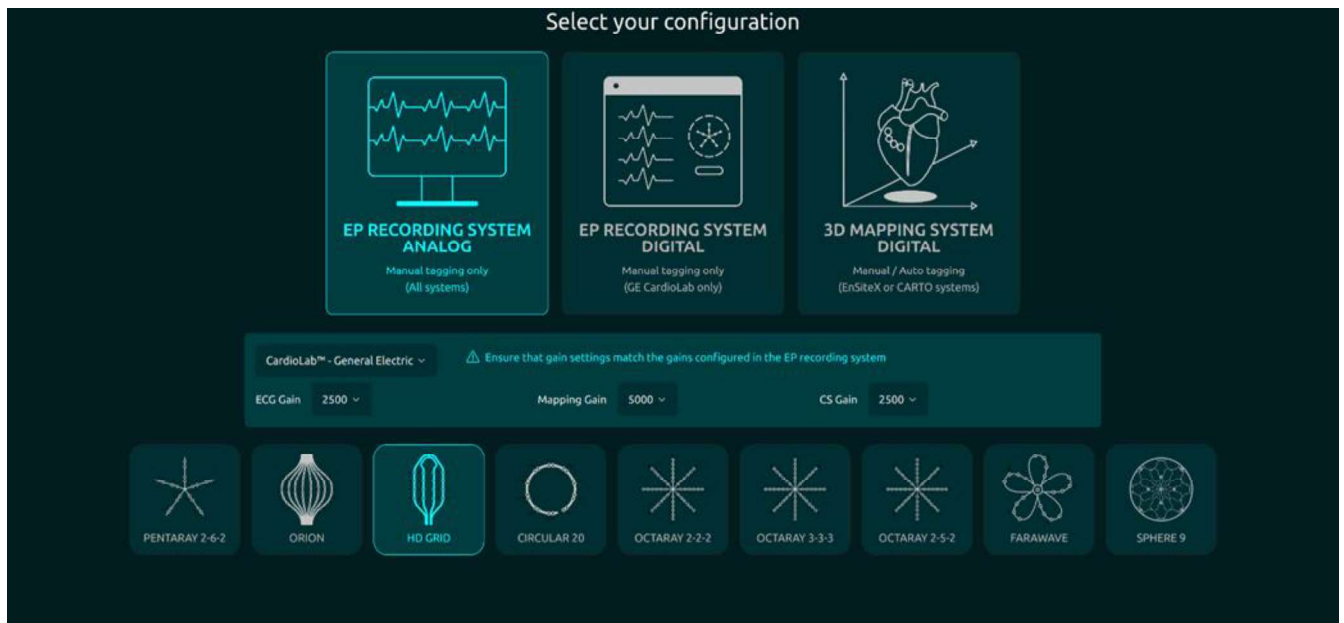 Select your configuration
EP RECORDING SYSTEM
ANALOG
Manual tagging only
(All systems)
EP RECORDING SYSTEM
DIGITAL
Manual tagging only
(GE CardioLab only)
3D MAPPING SYSTEM
DIGITAL
Manual / Auto tagging
(EnSiteX or CARTO systems)
CardioLab™ - General Electric
Ensure that gain settings match the gains configured in the EP recording system
ECG Gain 2500
Mapping Gain 5000
CS Gain 2500
PENTARAY 2-6-2
ORION
HD GRID
CIRCULAR 20
OCTARAY 2-2-2
OCTARAY 3-3-3
OCTARAY 2-5-2
FARAWAVE
SPHERE 9